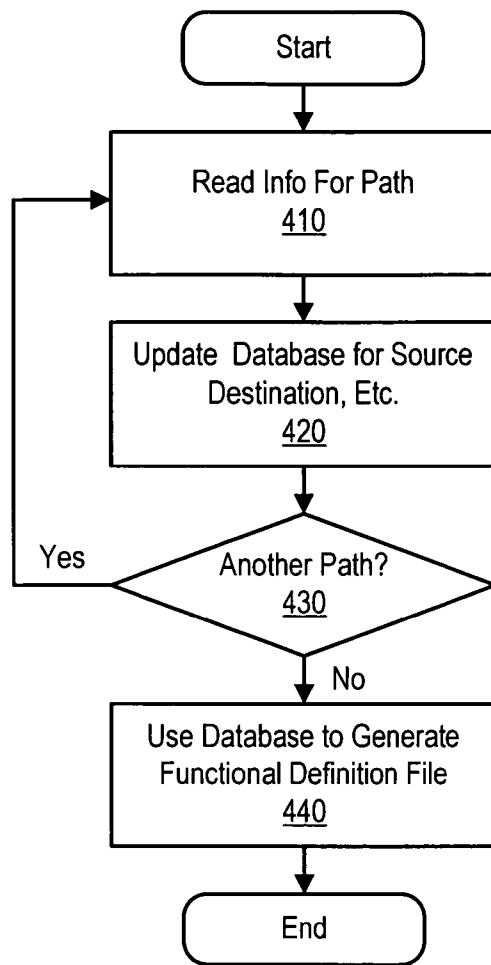 Start
Read Info For Path
410
Update Database for Source
Destination, Etc.
420
Yes
Another Path?
430
No
Use Database to Generate
Functional Definition File
440
End